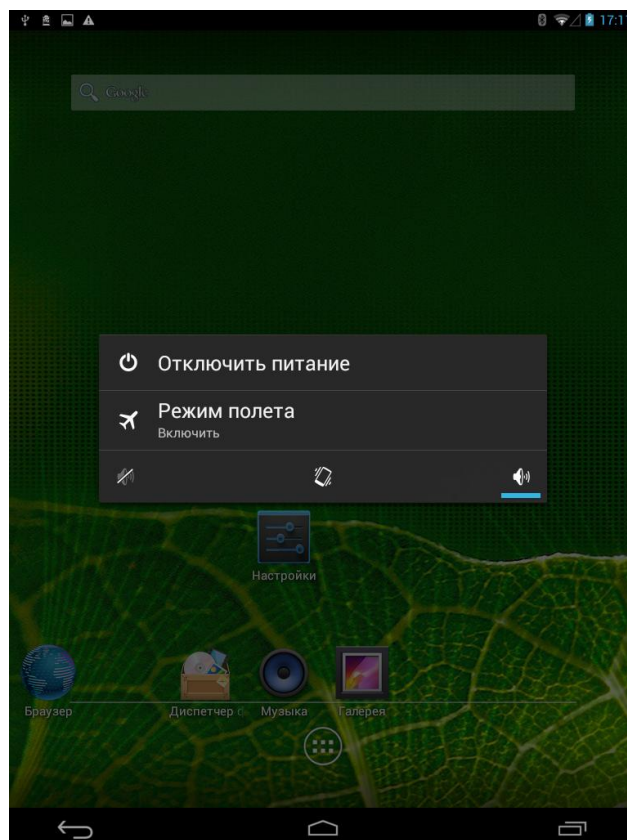 17:1
Google
Отключить питание
Режим полета
Включить
Настройки
Браузер
Диспетчер
Музыка
Галерея